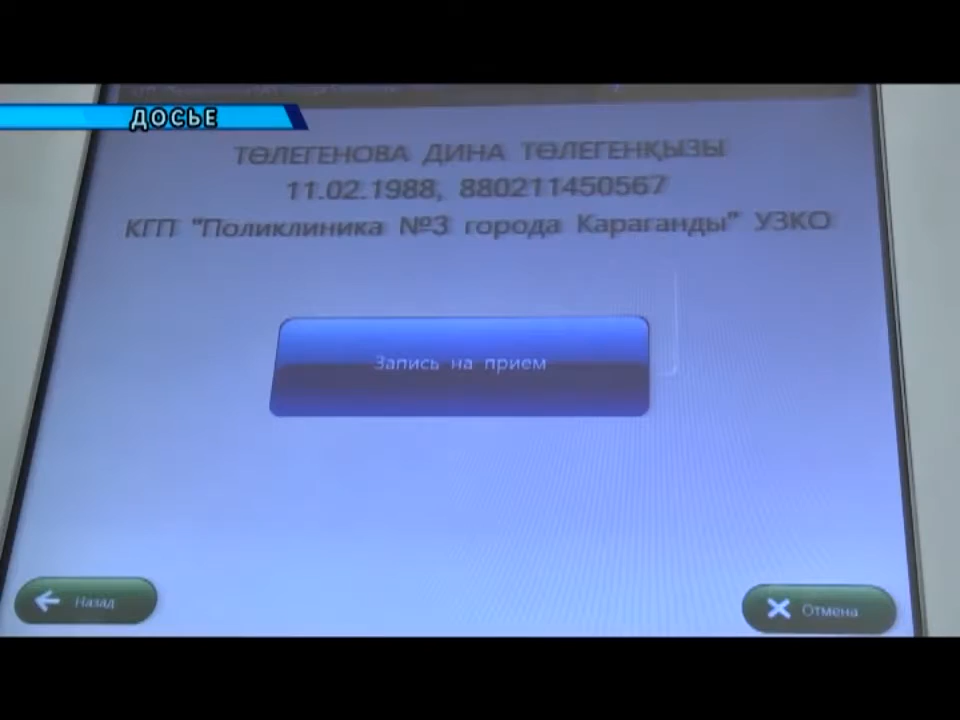 ДОСЬЕ
ТӨЛЕГЕНОВА ДИНА ТӨЛЕГЕНҚЫЗЫ
11.02.1988, 880211450567
КГП "Поликлиника №3 города Караганды" УЗКО
Запись на прием
Назад
Отмена